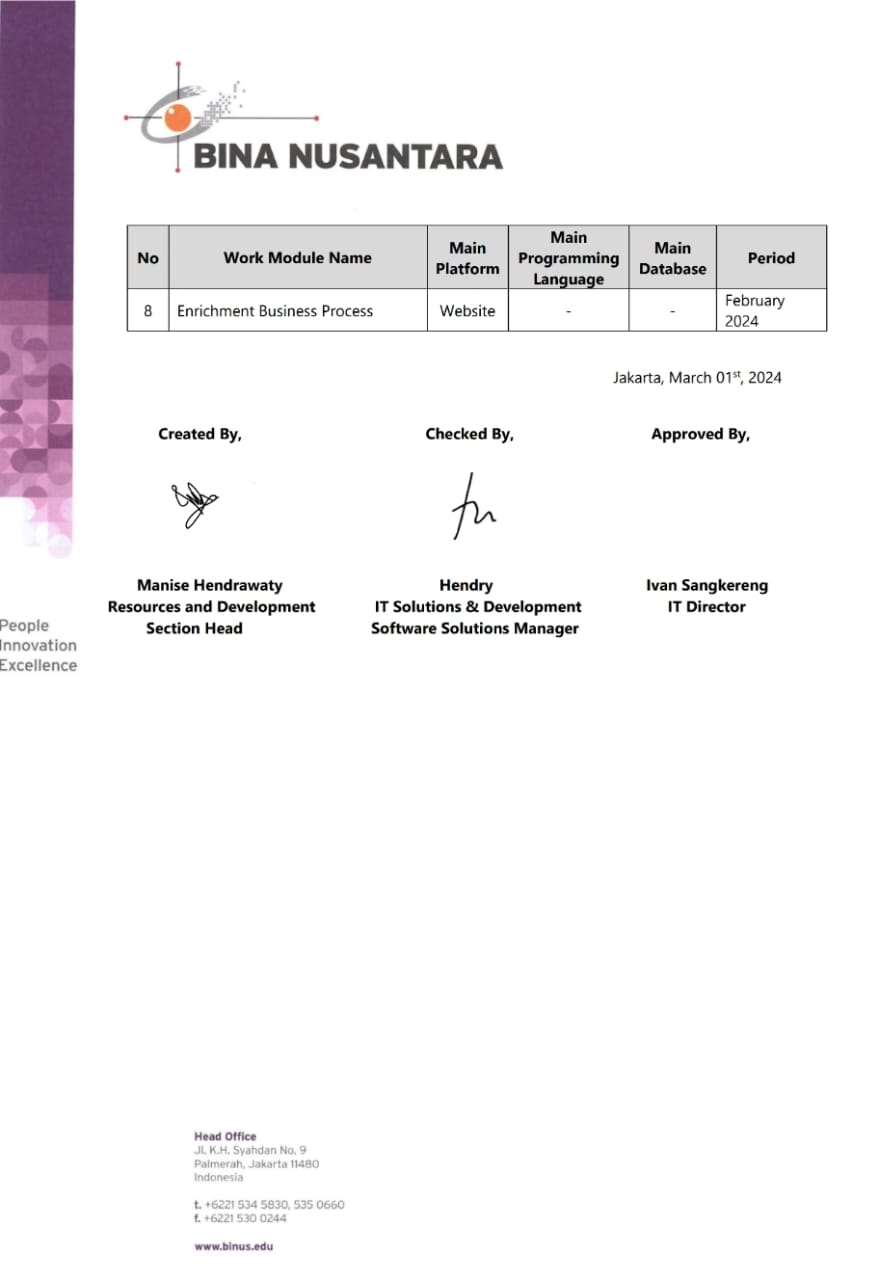 BINA NUSANTARA
No Work Module Name Main Platform Main Programming Language Main Database Period
8 Enrichment Business Process Website - - February 2024
Jakarta, March 01st, 2024
Created By, Checked By, Approved By,
Manise Hendrawaty Hendry Ivan Sangkereng
Resources and Development IT Solutions & Development IT Director
Section Head Software Solutions Manager
People
Innovation
Excellence
Head Office
Jl. K.H. Syahdan No. 9
Palmerah, Jakarta 11480
Indonesia
t. +6221 534 5830, 535 0660
f. +6221 530 0244
www.binus.edu